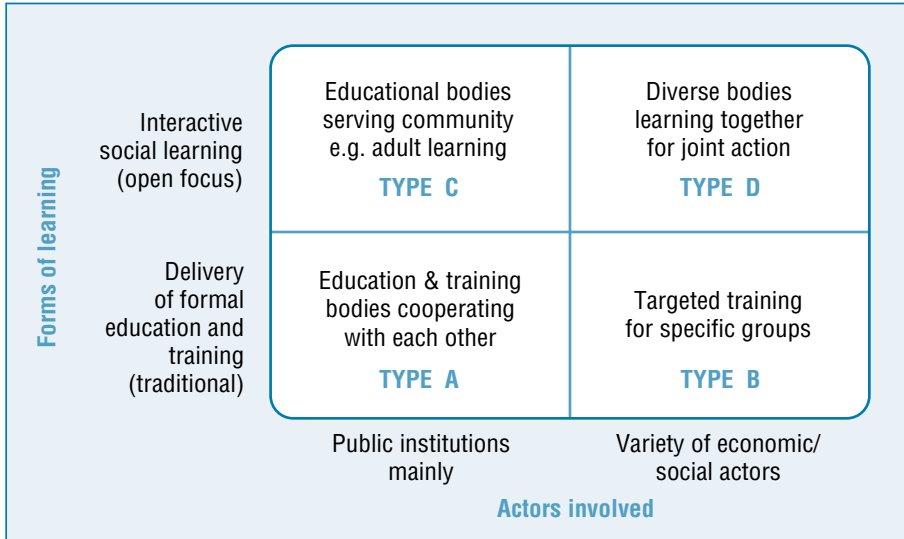 Forms of learning
Interactive
social learning
(open focus)
Educational bodies
serving community
e.g. adult learning
TYPE C
Diverse bodies
learning together
for joint action
TYPE D
Delivery
of formal
education and
training
(traditional)
Education & training
bodies cooperating
with each other
TYPE A
Targeted training
for specific groups
TYPE B
Public institutions
mainly
Variety of economic/
social actors
Actors involved